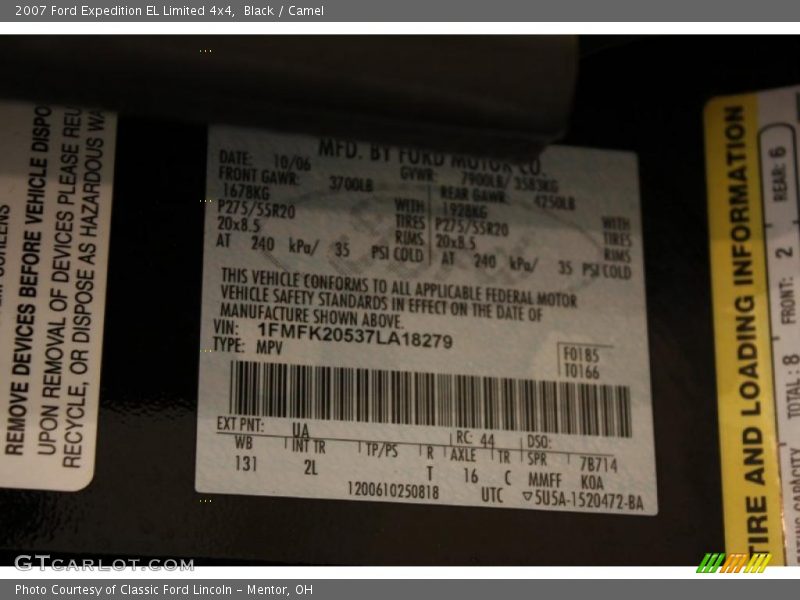 2007 Ford Expedition EL Limited 4x4,  Black / Camel
REMOVE DEVICES BEFORE VEHICLE DISPO
UPON REMOVAL OF DEVICES PLEASE REU
RECYCLE, OR DISPOSE AS HAZARDOUS WA
MFD. BY FORD MOTOR CO.
DATE: 10/06 GVWR: 7900LB/ 3583KG
FRONT GAWR: 3700LB REAR GAWR: 4250LB
1678KG WITH 1928KG WITH
P275/55R20 TIRES P275/55R20 TIRES
20x8.5 RIMS 20x8.5 RIMS
AT 240 kPa/ 35 PSI COLD AT 240 kPa/ 35 PSI COLD
THIS VEHICLE CONFORMS TO ALL APPLICABLE FEDERAL MOTOR
VEHICLE SAFETY STANDARDS IN EFFECT ON THE DATE OF
MANUFACTURE SHOWN ABOVE.
VIN: 1FMFK20537LA18279
TYPE: MPV
F0185
T0166
EXT PNT: UA RC: 44 DSO:
WB INT TR TP/PS R AXLE TR SPR 7B714
131 2L T 16 C MMFF KOA
1200610250818 UTC ▽5U5A-1520472-BA
TIRE AND LOADING INFORMATION
TOTAL: 8 FRONT: 2 REAR: 6
CAPACITY
GTCARLOT.COM
Photo Courtesy of Classic Ford Lincoln - Mentor, OH